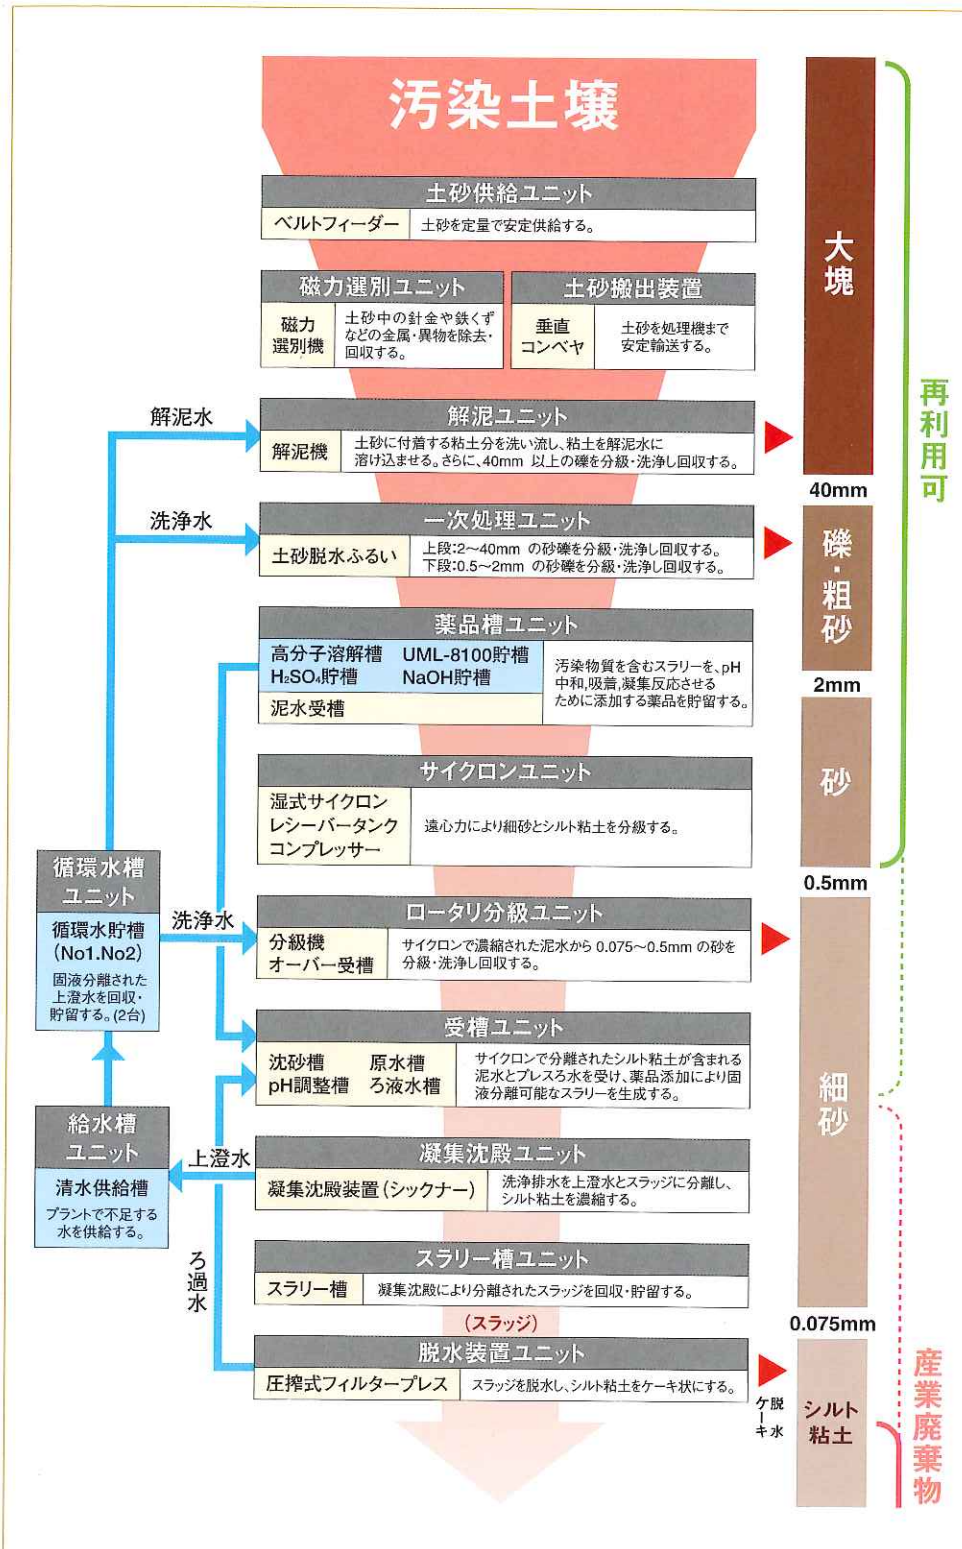 汚染土壌
土砂供給ユニット
ベルトフィーダー
土砂を定量で安定供給する。
磁力選別ユニット
磁力
選別機
土砂中の針金や鉄くず
などの金属・異物を除去・
回収する。
土砂搬出装置
垂直
コンベヤ
土砂を処理機まで
安定輸送する。
解泥水
解泥ユニット
解泥機
土砂に付着する粘土分を洗い流し、粘土を解泥水に
溶け込ませる。さらに、40mm 以上の礫を分級・洗浄し回収する。
洗浄水
一次処理ユニット
土砂脱水ふるい
上段:2〜40mm の砂礫を分級・洗浄し回収する。
下段:0.5〜2mm の砂礫を分級・洗浄し回収する。
薬品槽ユニット
高分子溶解槽 UML-8100貯槽
H₂SO₄貯槽 NaOH貯槽
泥水受槽
汚染物質を含むスラリーを、pH
中和,吸着,凝集反応させる
ために添加する薬品を貯留する。
サイクロンユニット
湿式サイクロン
レシーバータンク
コンプレッサー
遠心力により細砂とシルト粘土を分級する。
循環水槽
ユニット
循環水貯槽
(No1.No2)
固液分離された
上澄水を回収・
貯留する。(2台)
洗浄水
ロータリ分級ユニット
分級機
オーバー受槽
サイクロンで濃縮された泥水から 0.075〜0.5mm の砂を
分級・洗浄し回収する。
受槽ユニット
沈砂槽 原水槽
pH調整槽 ろ液水槽
サイクロンで分離されたシルト粘土が含まれる
泥水とプレスろ水を受け、薬品添加により固
液分離可能なスラリーを生成する。
給水槽
ユニット
清水供給槽
プラントで不足する
水を供給する。
上澄水
凝集沈殿ユニット
凝集沈殿装置(シックナー)
洗浄排水を上澄水とスラッジに分離し、
シルト粘土を濃縮する。
ろ過水
スラリー槽ユニット
スラリー槽
凝集沈殿により分離されたスラッジを回収・貯留する。
(スラッジ)
脱水装置ユニット
圧搾式フィルタープレス
スラッジを脱水し、シルト粘土をケーキ状にする。
脱水
ケーキ
大塊
40mm
礫・粗砂
2mm
砂
0.5mm
細砂
0.075mm
シルト
粘土
再利用可
産業廃棄物